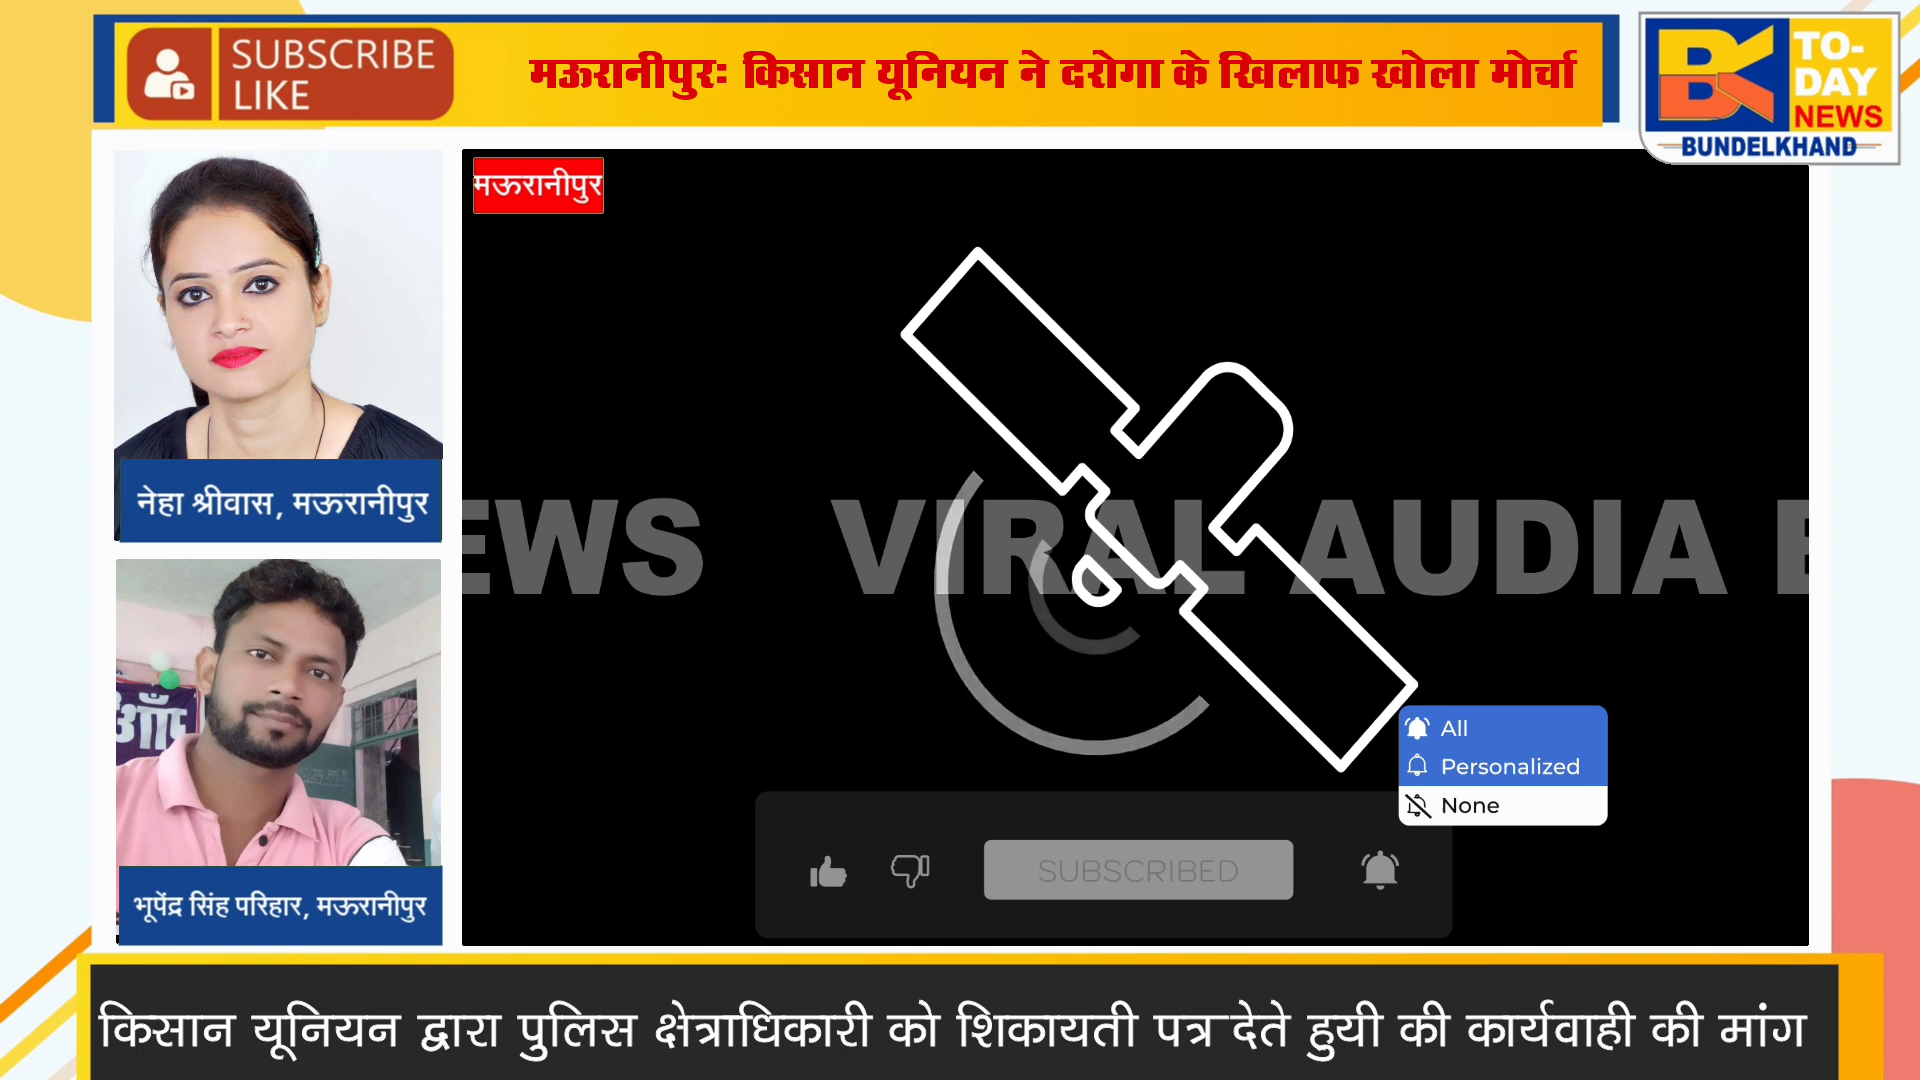 SUBSCRIBE
LIKE
मऊरानीपुरः किसान यूनियन ने दरोगा के खिलाफ खोला मोर्चा
BK
TO-
DAY
NEWS
BUNDELKHAND
मऊरानीपुर
नेहा श्रीवास, मऊरानीपुर
EWS VIRAL AUDIA
All
Personalized
None
SUBSCRIBED
भूपेंद्र सिंह परिहार, मऊरानीपुर
किसान यूनियन द्वारा पुलिस क्षेत्राधिकारी को शिकायती पत्र देते हुयी की कार्यवाही की मांग